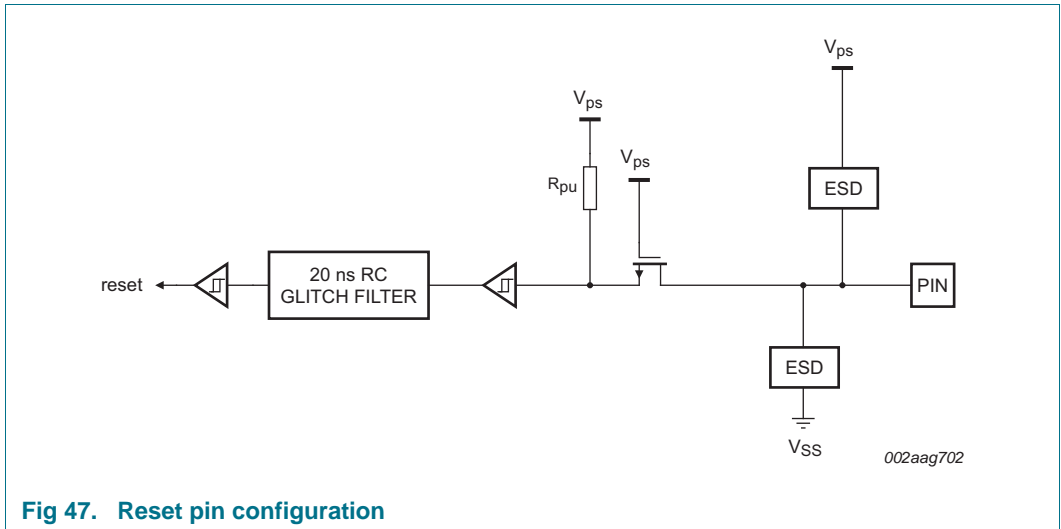 Vps
Vps
Vps
Rpu
ESD
reset
20 ns RC
GLITCH FILTER
PIN
ESD
VSS
002aag702
Fig 47. Reset pin configuration